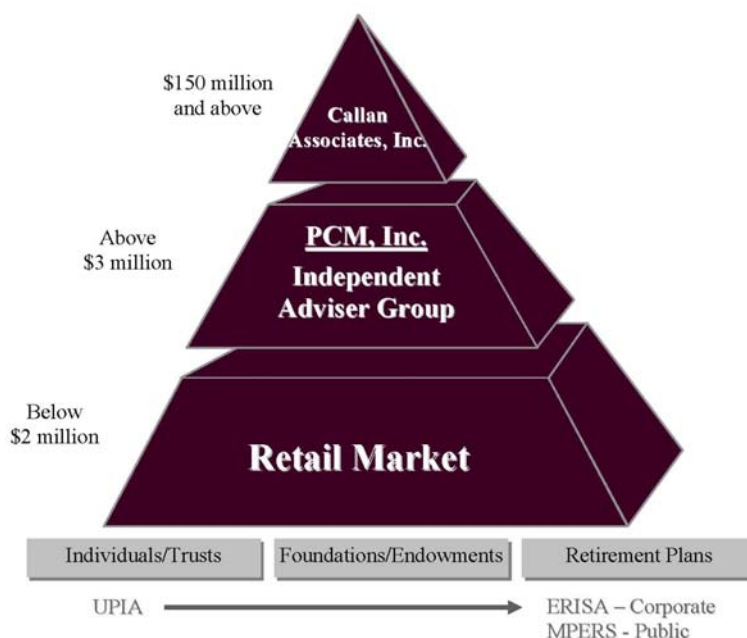 $150 million
and above
Callan
Associates, Inc.
Above
$3 million
PCM, Inc.
Independent
Adviser Group
Below
$2 million
Retail Market
Individuals/Trusts
Foundations/Endowments
Retirement Plans
UPIA
ERISA – Corporate
MPERS - Public